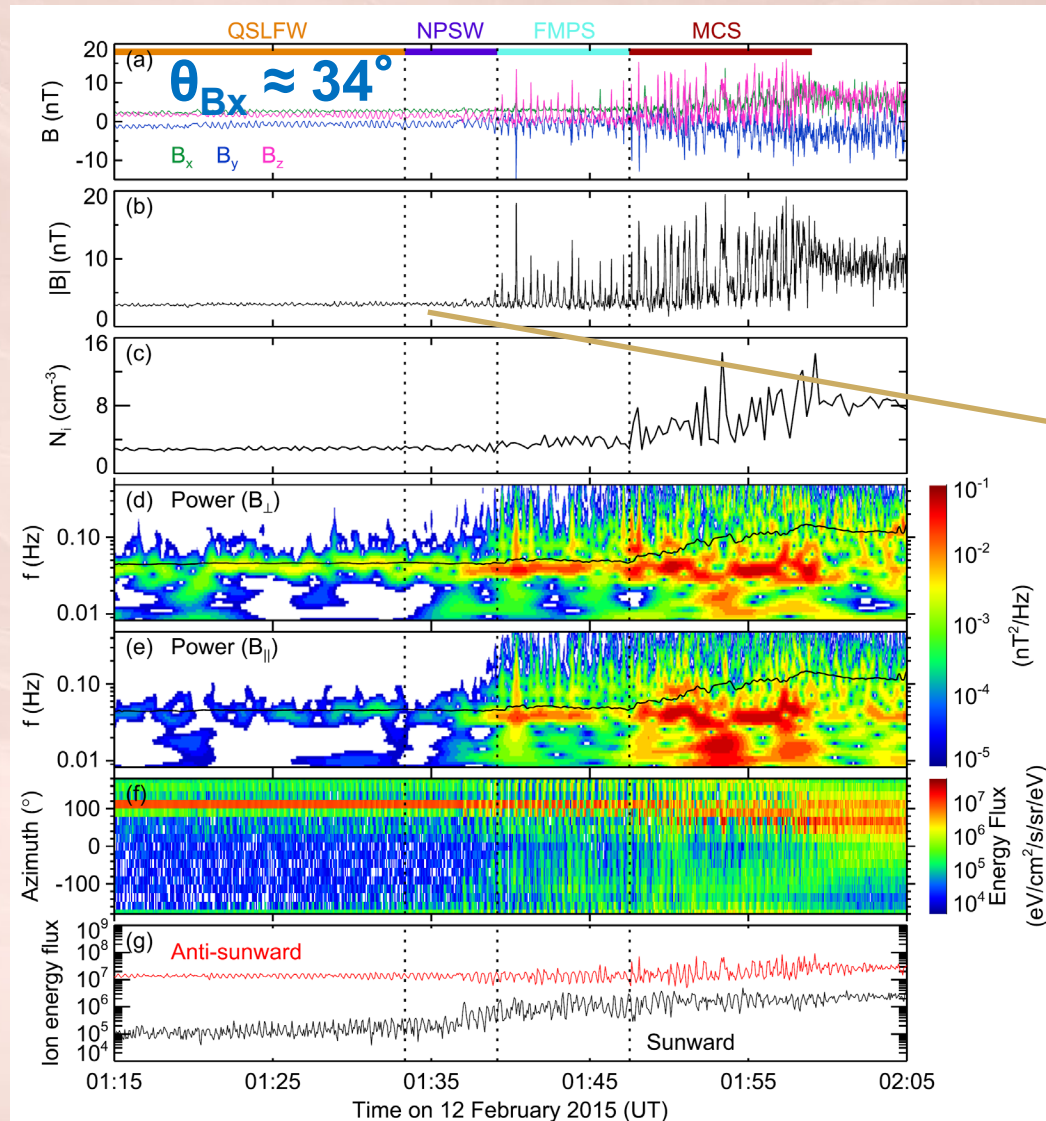 QSLFW NPSW FMPS MCS
(a)
θBx ≈ 34°
B (nT)
20
10
0
-10
Bx By Bz
(b)
|B| (nT)
20
10
0
(c)
Ni (cm-3)
16
8
0
(d) Power (B⊥)
f (Hz)
0.10
0.01
(e) Power (B||)
f (Hz)
0.10
0.01
10-1
10-2
10-3
10-4
10-5
(nT2/Hz)
(f)
Azimuth (°)
100
0
-100
107
106
105
104
Energy Flux
(eV/cm2/s/sr/eV)
(g)
Ion energy flux
109
108
107
106
105
104
Anti-sunward
Sunward
01:15 01:25 01:35 01:45 01:55 02:05
Time on 12 February 2015 (UT)